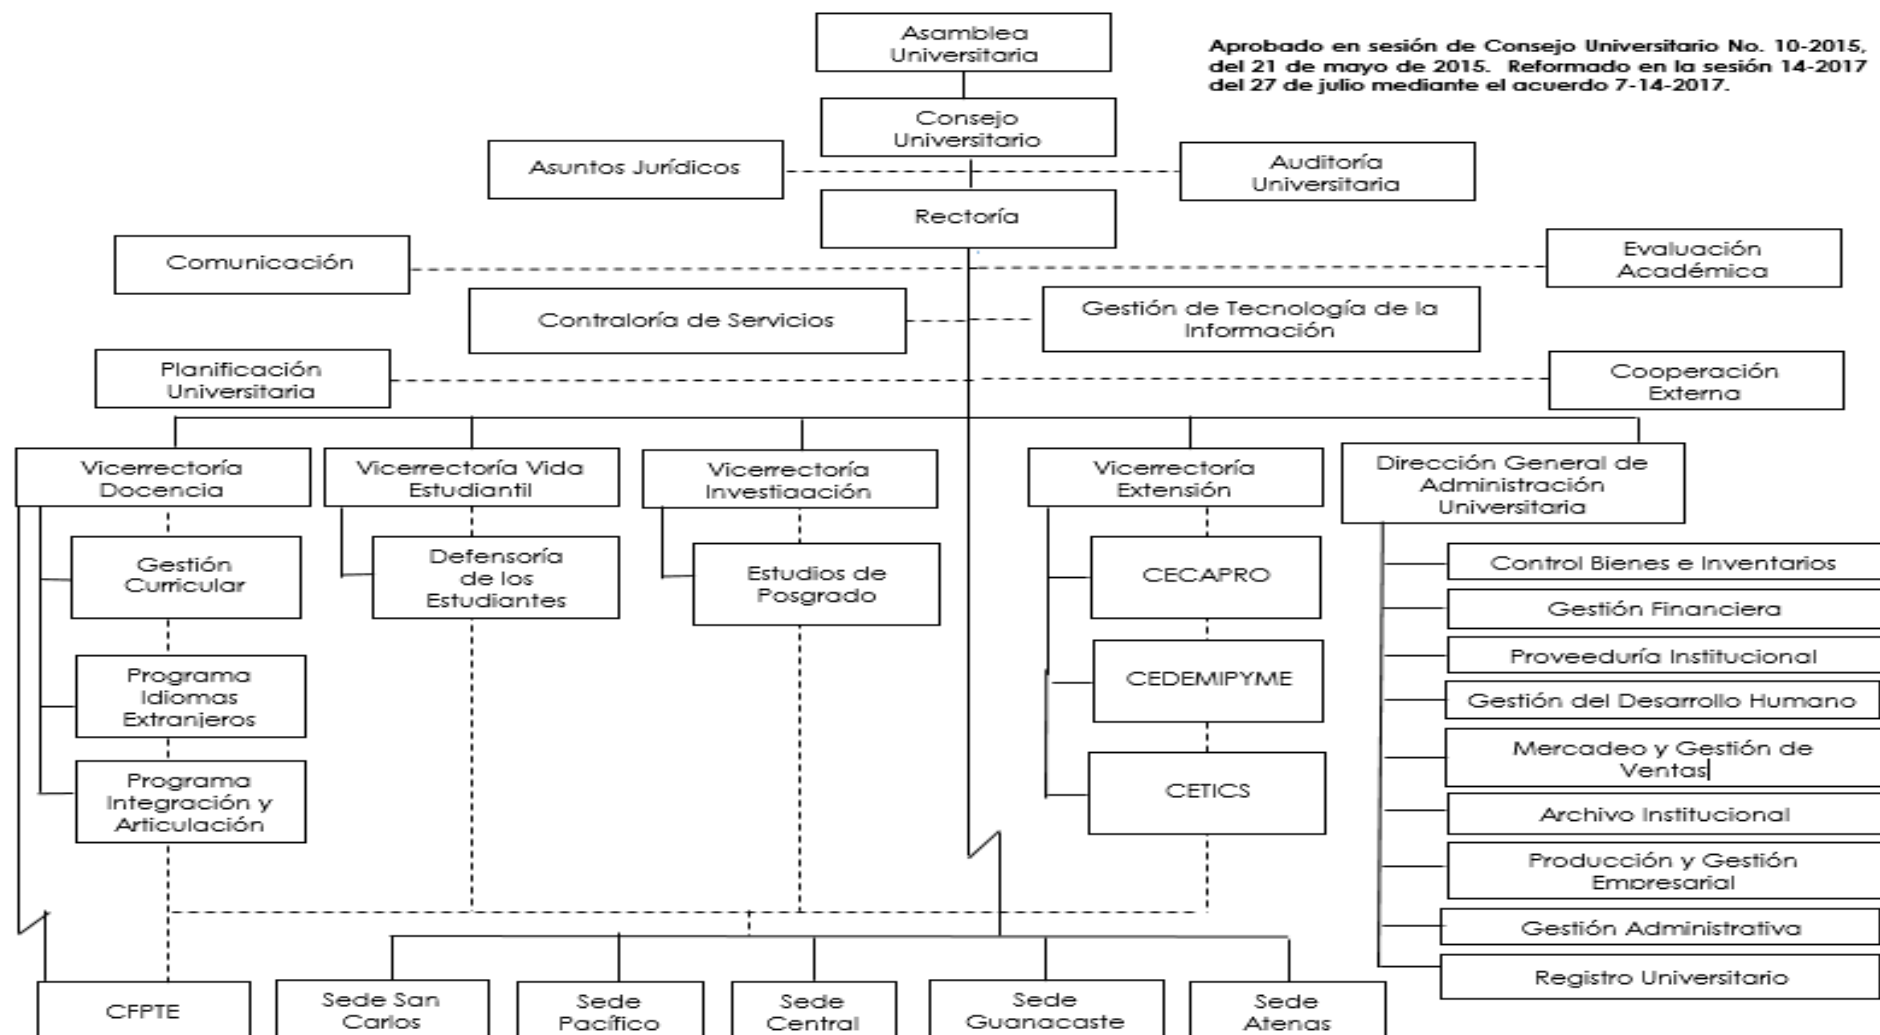 Asamblea
Universitaria
Aprobado en sesión de Consejo Universitario No. 10-2015,
del 21 de mayo de 2015. Reformado en la sesión 14-2017
del 27 de julio mediante el acuerdo 7-14-2017.
Consejo
Universitario
Asuntos Jurídicos
Auditoría
Universitaria
Rectoría
Comunicación
Evaluación
Académica
Contraloría de Servicios
Gestión de Tecnología de la
Información
Planificación
Universitaria
Cooperación
Externa
Vicerrectoría
Docencia
Vicerrectoría Vida
Estudiantil
Vicerrectoría
Investigación
Vicerrectoría
Extensión
Dirección General de
Administración
Universitaria
Gestión
Curricular
Defensoría
de los
Estudiantes
Estudios de
Posgrado
CECAPRO
Control Bienes e Inventarios
Gestión Financiera
Programa
Idiomas
Extranjeros
CEDEMIPYME
Proveeduría Institucional
Gestión del Desarrollo Humano
Mercadeo y Gestión de
Ventas
Programa
Integración y
Articulación
CETICS
Archivo Institucional
Producción y Gestión
Empresarial
Gestión Administrativa
Registro Universitario
CFPTE
Sede San
Carlos
Sede
Pacífico
Sede
Central
Sede
Guanacaste
Sede
Atenas